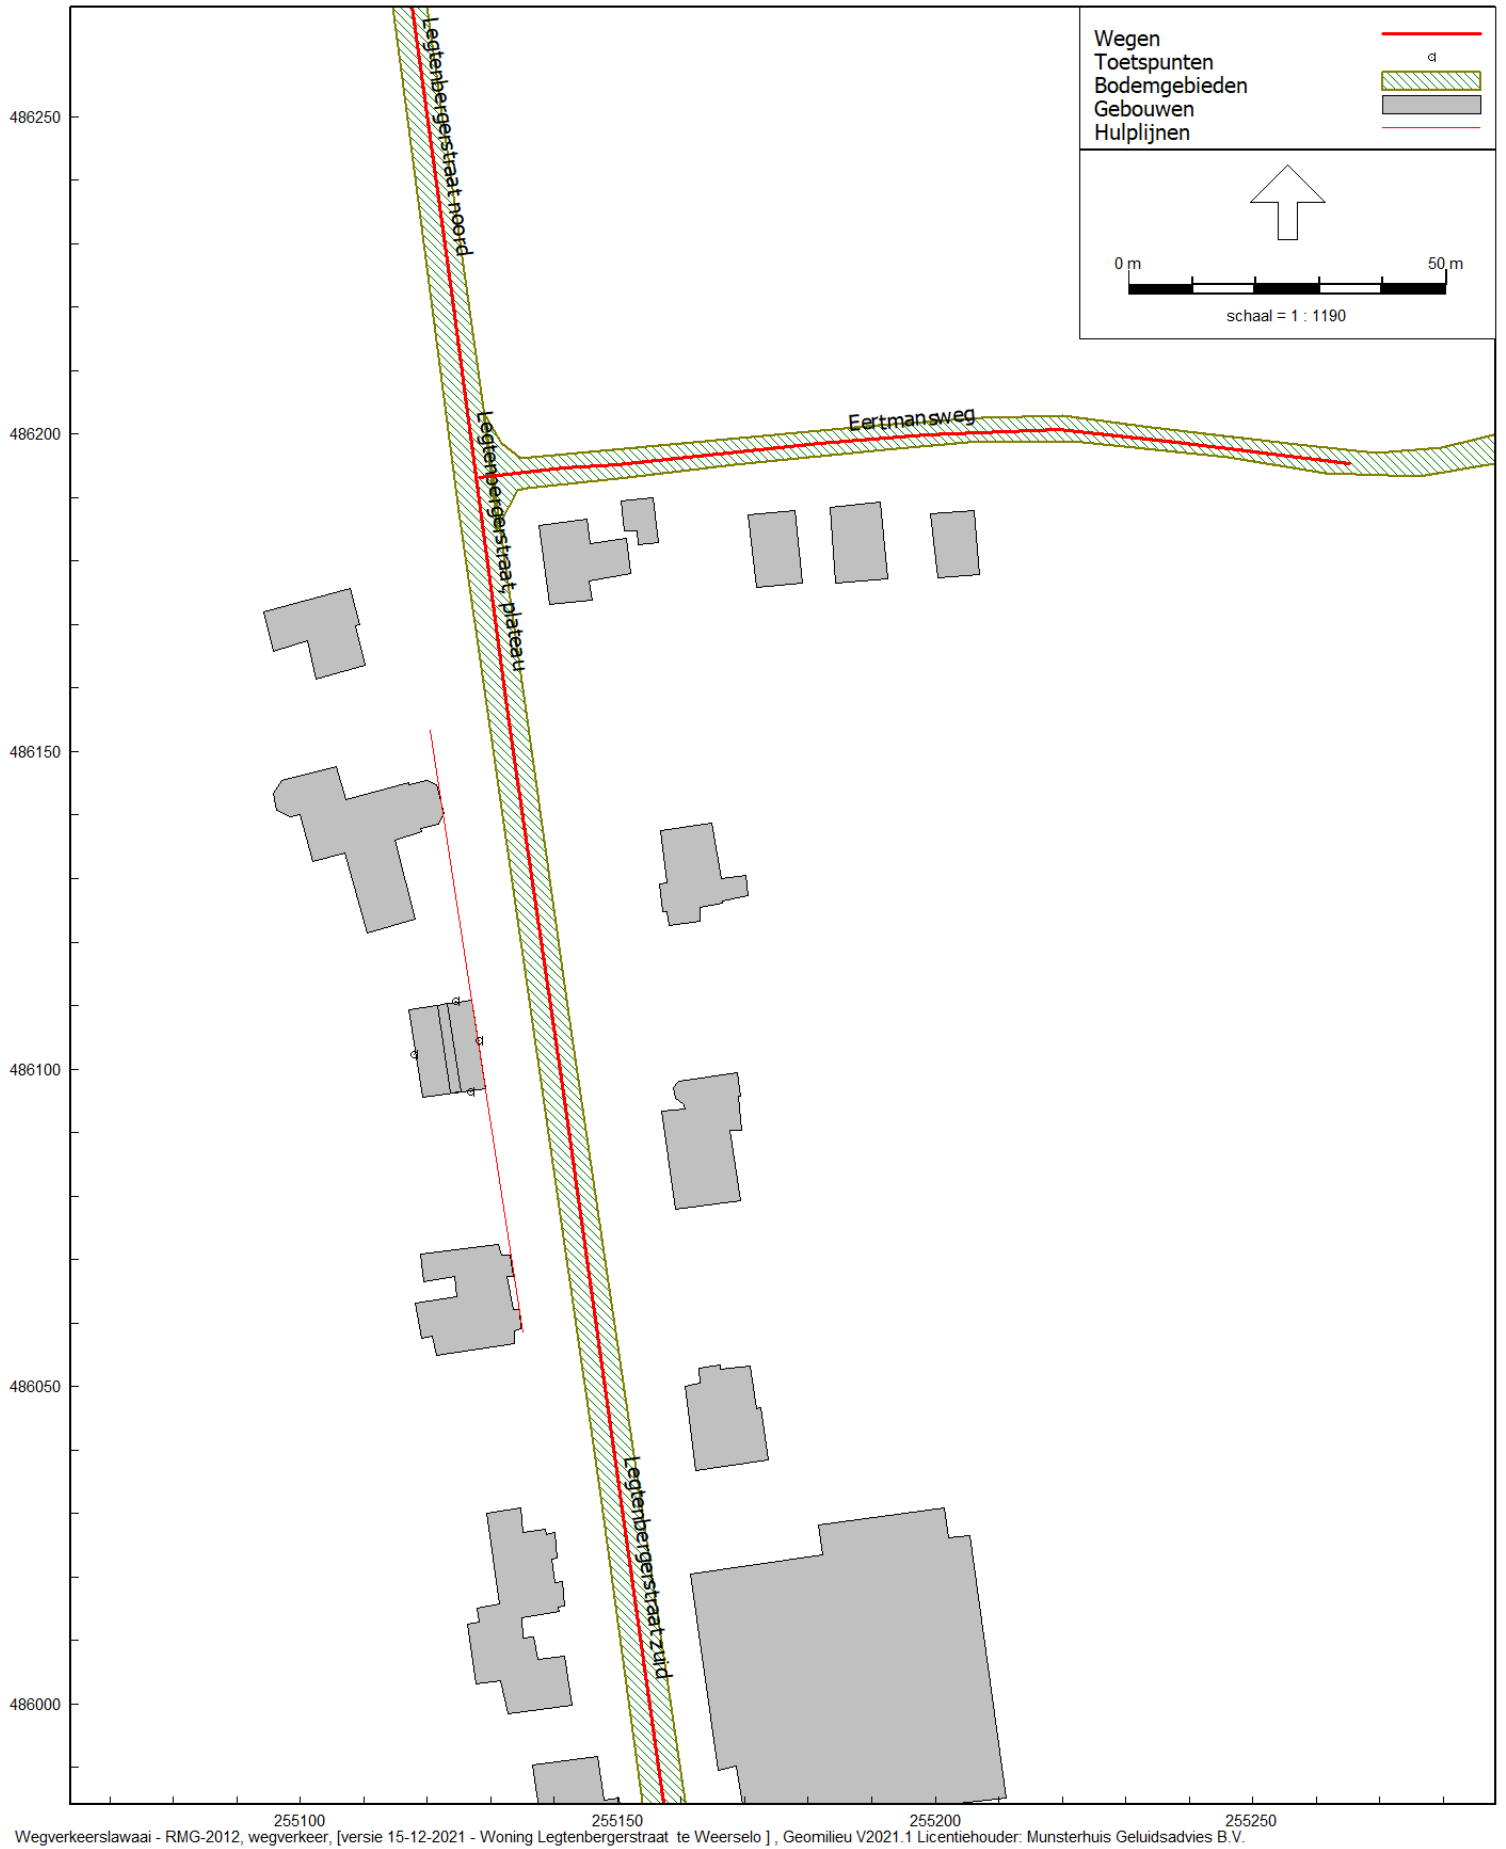 Wegen
Toetspunten
Bodemgebieden
Gebouwen
Hulplijnen
0 m 50 m
schaal = 1 : 1190
486250
486200
486150
486100
486050
486000
Legtenbergerstraat noord
Eertmansweg
Legtenbergerstraat, plateau
Legtenbergerstraat zuid
255100 255150 255200 255250
Wegverkeerslawaai - RMG-2012, wegverkeer, [versie 15-12-2021 - Woning Legtenbergerstraat te Weerselo ] , Geomilieu V2021.1 Licentiehouder: Munsterhuis Geluidsadvies B.V.